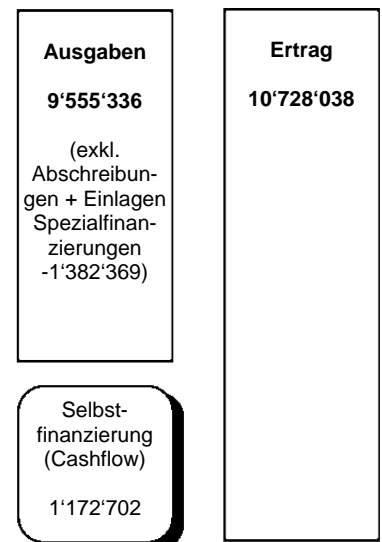 Ausgaben
9‘555‘336
(exkl.
Abschreibun-
gen + Einlagen
Spezialfinan-
zierungen
-1‘382‘369)
Selbst-
finanzierung
(Cashflow)
1‘172‘702
Ertrag
10‘728‘038